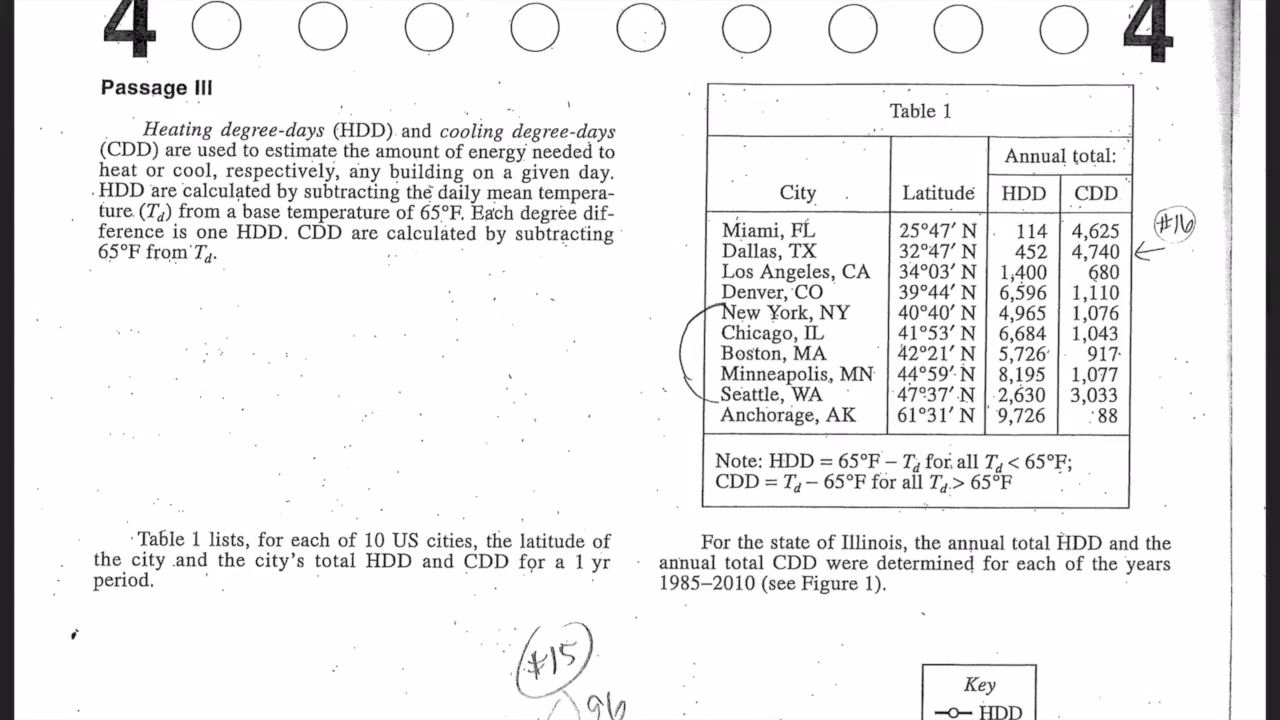 4 4
Passage III
Heating degree-days (HDD) and cooling degree-days
(CDD) are used to estimate the amount of energy needed to
heat or cool, respectively, any building on a given day.
HDD are calculated by subtracting the daily mean tempera-
ture (Td) from a base temperature of 65°F. Each degree dif-
ference is one HDD. CDD are calculated by subtracting
65°F from Td.
Table 1
Annual total:
City Latitude HDD CDD
Miami, FL 25°47′ N 114 4,625
Dallas, TX 32°47′ N 452 4,740
Los Angeles, CA 34°03′ N 1,400 680
Denver, CO 39°44′ N 6,596 1,110
New York, NY 40°40′ N 4,965 1,076
Chicago, IL 41°53′ N 6,684 1,043
Boston, MA 42°21′ N 5,726 917
Minneapolis, MN 44°59′ N 8,195 1,077
Seattle, WA 47°37′ N 2,630 3,033
Anchorage, AK 61°31′ N 9,726 88
Note: HDD = 65°F – Td for all Td < 65°F;
CDD = Td – 65°F for all Td > 65°F
#16
Table 1 lists, for each of 10 US cities, the latitude of
the city and the city's total HDD and CDD for a 1 yr
period.
For the state of Illinois, the annual total HDD and the
annual total CDD were determined for each of the years
1985–2010 (see Figure 1).
#15
96
Key
HDD